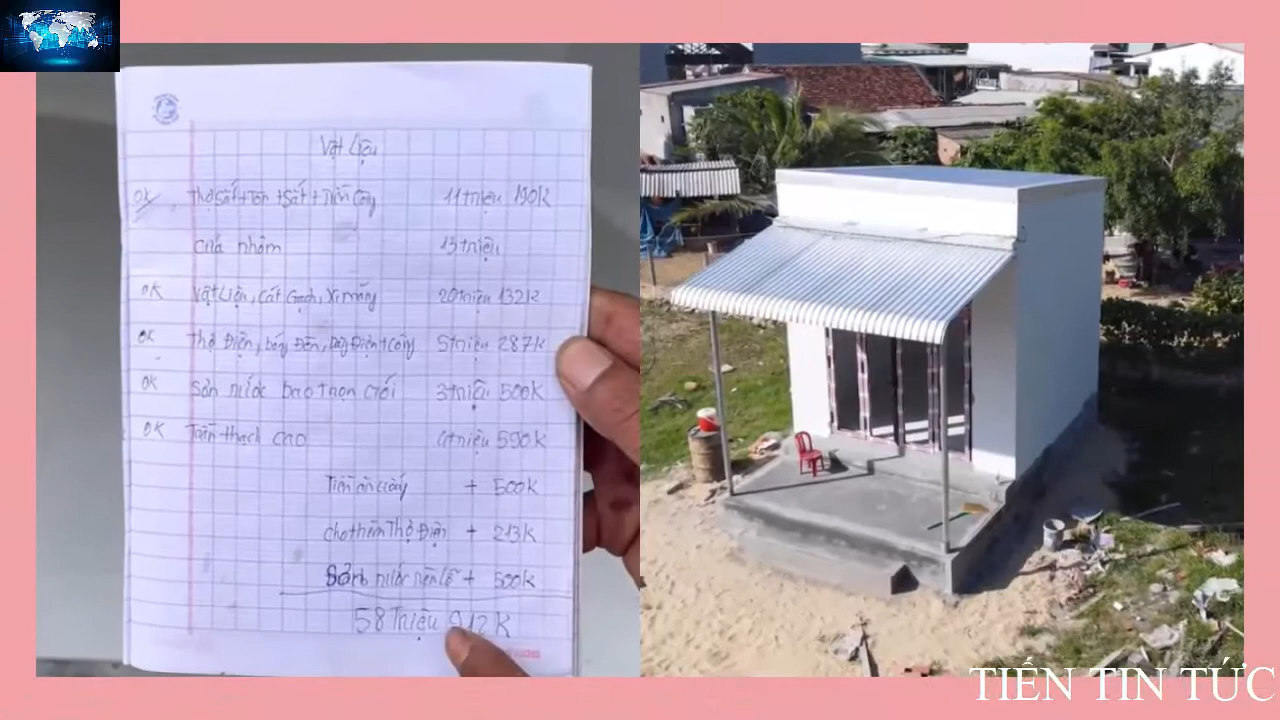 Vật Liệu
OK Thợ Sắt + Tôn + Sắt + Tiền Công 11 triệu 190K
Cửa nhôm 13 triệu
OK Vật Liệu, Cát Gạch, Xi măng 20 triệu 132K
OK Thợ Điện, bóng Đèn, Dây Điện + công 5 triệu 287K
OK Sơn nước bao trọn gói 3 triệu 500K
OK Trần thạch cao 4 triệu 590K
Tiền ăn uống + 500K
cho thêm Thợ Điện + 213K
Sơn nước + 500K
58 Triệu 912K
TIẾN TIN TỨC